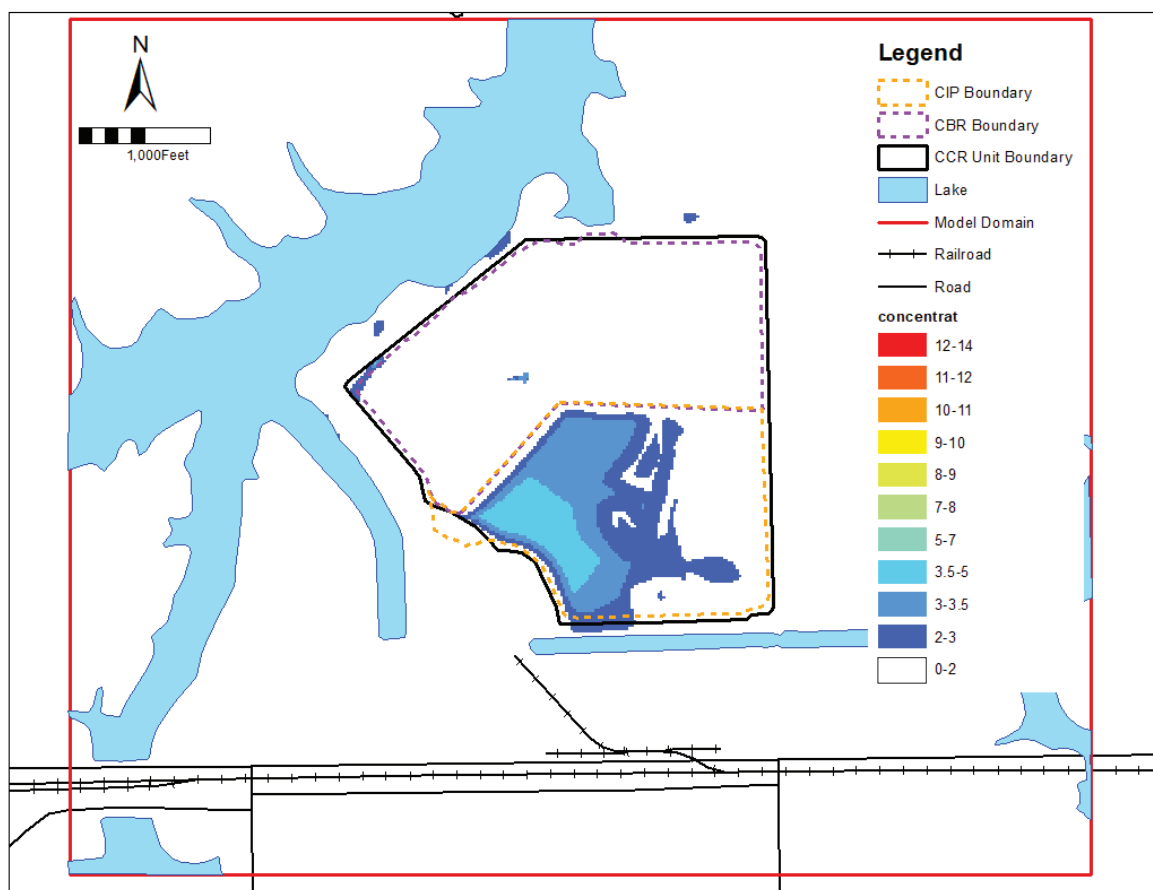 N
1,000Feet
Legend
CIP Boundary
CBR Boundary
CCR Unit Boundary
Lake
Model Domain
Railroad
Road
concentrat
12-14
11-12
10-11
9-10
8-9
7-8
5-7
3.5-5
3-3.5
2-3
0-2